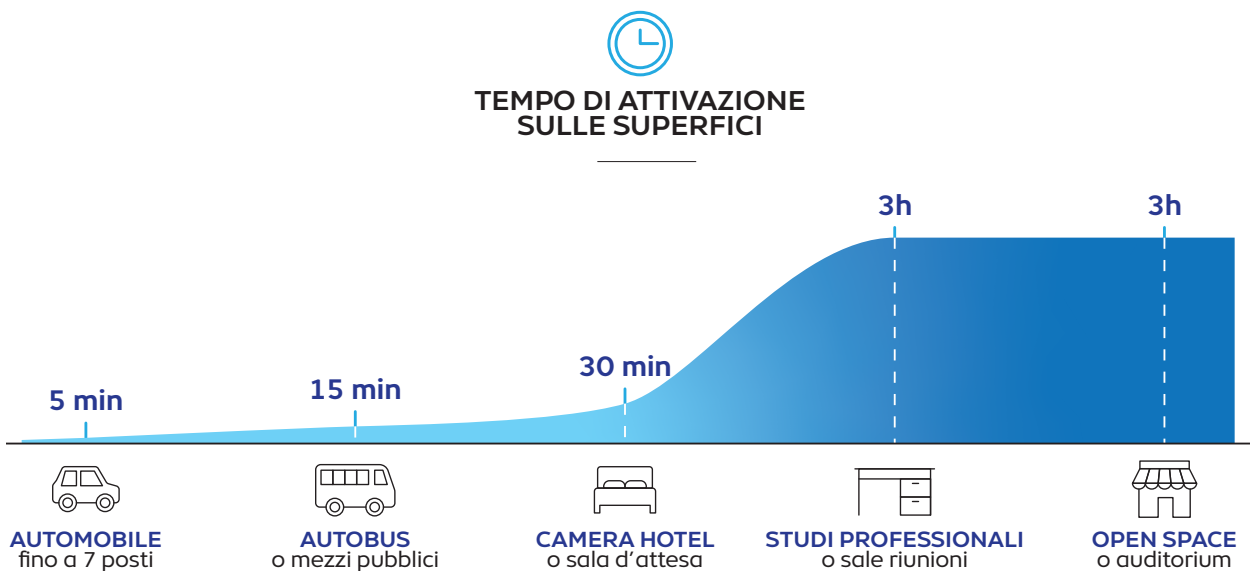 TEMPO DI ATTIVAZIONE
SULLE SUPERFICI
5 min
15 min
30 min
3h
3h
AUTOMOBILE
fino a 7 posti
AUTOBUS
o mezzi pubblici
CAMERA HOTEL
o sala d'attesa
STUDI PROFESSIONALI
o sale riunioni
OPEN SPACE
o auditorium